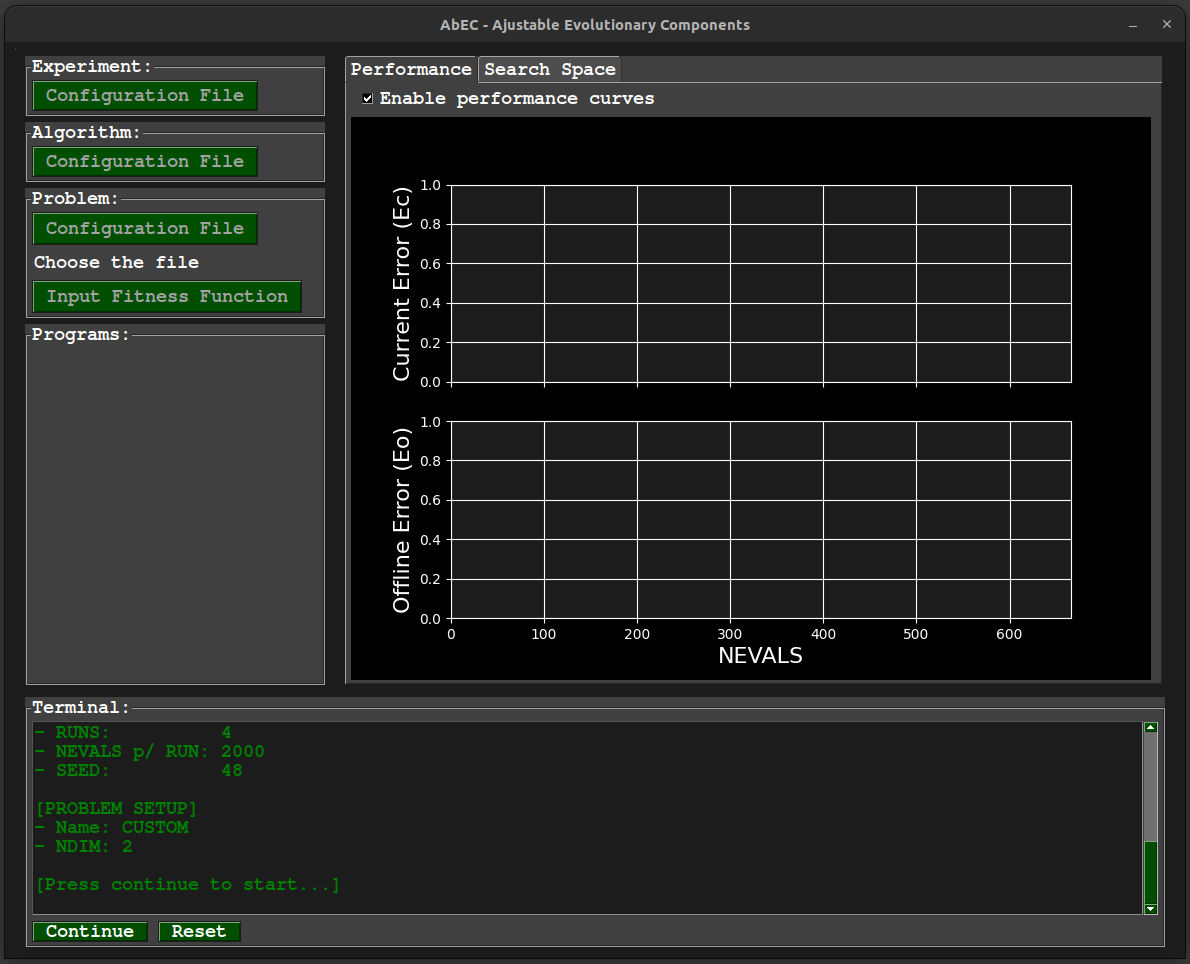 AbEC - Ajustable Evolutionary Components
Experiment:
Configuration File
Algorithm:
Configuration File
Problem:
Configuration File
Choose the file
Input Fitness Function
Programs:
Performance Search Space
Enable performance curves
Current Error (Ec)
1.0
0.8
0.6
0.4
0.2
0.0
Offline Error (Eo)
1.0
0.8
0.6
0.4
0.2
0.0
0 100 200 300 400 500 600
NEVALS
Terminal:
- RUNS: 4
- NEVALS p/ RUN: 2000
- SEED: 48
[PROBLEM SETUP]
- Name: CUSTOM
- NDIM: 2
[Press continue to start...]
Continue Reset